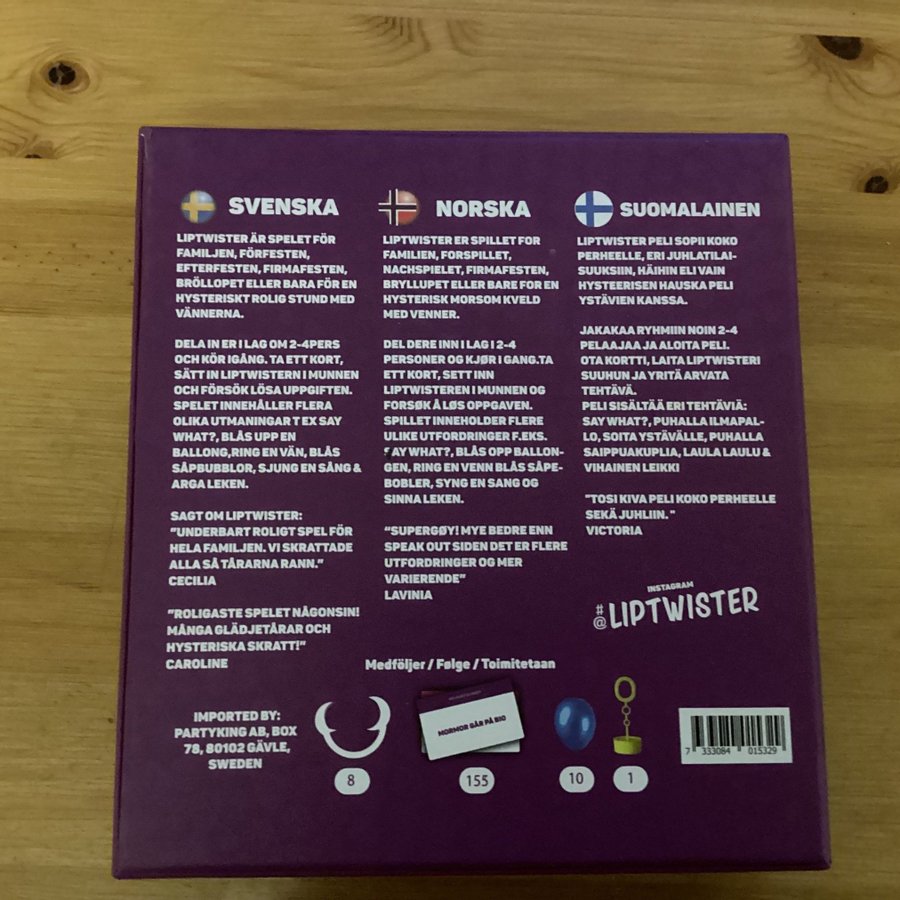 SVENSKA
LIPTWISTER ÄR SPELET FÖR
FAMILJEN, FÖRFESTEN,
EFTERFESTEN, FIRMAFESTEN,
BRÖLLOPET ELLER BARA FÖR EN
HYSTERISKT ROLIG STUND MED
VÄNNERNA.
DELA IN ER I LAG OM 2-4PERS
OCH KÖR IGÅNG. TA ETT KORT,
SÄTT IN LIPTWISTERN I MUNNEN
OCH FÖRSÖK LÖSA UPPGIFTEN.
SPELET INNEHÅLLER FLERA
OLIKA UTMANINGAR T EX SAY
WHAT?, BLÅS UPP EN
BALLONG,RING EN VÄN, BLÅS
SÅPBUBBLOR, SJUNG EN SÅNG &
ARGA LEKEN.
SAGT OM LIPTWISTER:
"UNDERBART ROLIGT SPEL FÖR
HELA FAMILJEN. VI SKRATTADE
ALLA SÅ TÅRARNA RANN."
CECILIA
"ROLIGASTE SPELET NÅGONSIN!
MÅNGA GLÄDJETÅRAR OCH
HYSTERISKA SKRATT!"
CAROLINE
NORSKA
LIPTWISTER ER SPILLET FOR
FAMILIEN, FORSPILLET,
NACHSPIELET, FIRMAFESTEN,
BRYLLUPET ELLER BARE FOR EN
HYSTERISK MORSOM KVELD
MED VENNER.
DEL DERE INN I LAG I 2-4
PERSONER OG KJØR I GANG.TA
ETT KORT, SETT INN
LIPTWISTEREN I MUNNEN OG
FORSØK Å LØS OPPGAVEN.
SPILLET INNEHOLDER FLERE
ULIKE UTFORDRINGER F.EKS.
SAY WHAT?, BLÅS OPP BALLON-
GEN, RING EN VENN BLÅS SÅPE-
BOBLER, SYNG EN SANG OG
SINNA LEKEN.
"SUPERGØY! MYE BEDRE ENN
SPEAK OUT SIDEN DET ER FLERE
UTFORDRINGER OG MER
VARIERENDE"
LAVINIA
SUOMALAINEN
LIPTWISTER PELI SOPII KOKO
PERHEELLE, ERI JUHLATILAI-
SUUKSIIN, HÄIHIN ELI VAIN
HYSTEERISEN HAUSKA PELI
YSTÄVIEN KANSSA.
JAKAKAA RYHMIIN NOIN 2-4
PELAAJAA JA ALOITA PELI.
OTA KORTTI, LAITA LIPTWISTERI
SUUHUN JA YRITÄ ARVATA
TEHTÄVÄ.
PELI SISÄLTÄÄ ERI TEHTÄVIÄ:
SAY WHAT?, PUHALLA ILMAPAL-
LO, SOITA YSTÄVÄLLE, PUHALLA
SAIPPUAKUPLIA, LAULA LAULU &
VIHAINEN LEIKKI
"TOSI KIVA PELI KOKO PERHEELLE
SEKÄ JUHLIIN. "
VICTORIA
INSTAGRAM
#@LIPTWISTER
Medföljer / Følge / Toimitetaan
IMPORTED BY:
PARTYKING AB, BOX
78, 80102 GÄVLE,
SWEDEN
MORMOR GÅR PÅ BIO
8
155
10
1
7 333084 015329